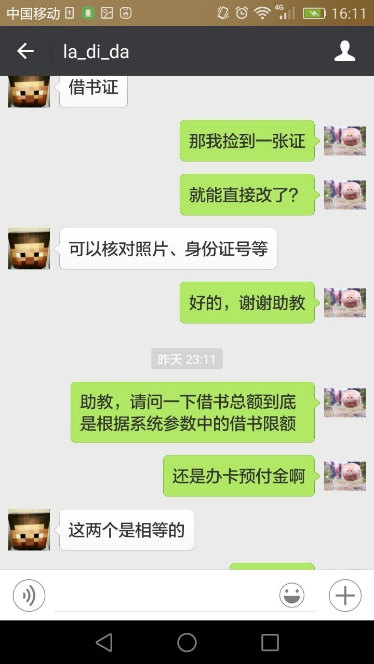 中国移动
4G
16:11
la_di_da
借书证
那我捡到一张证
就能直接改了?
可以核对照片、身份证号等
好的，谢谢助教
昨天 23:11
助教，请问一下借书总额到底
是根据系统参数中的借书限额
还是办卡预付金啊
这两个是相等的